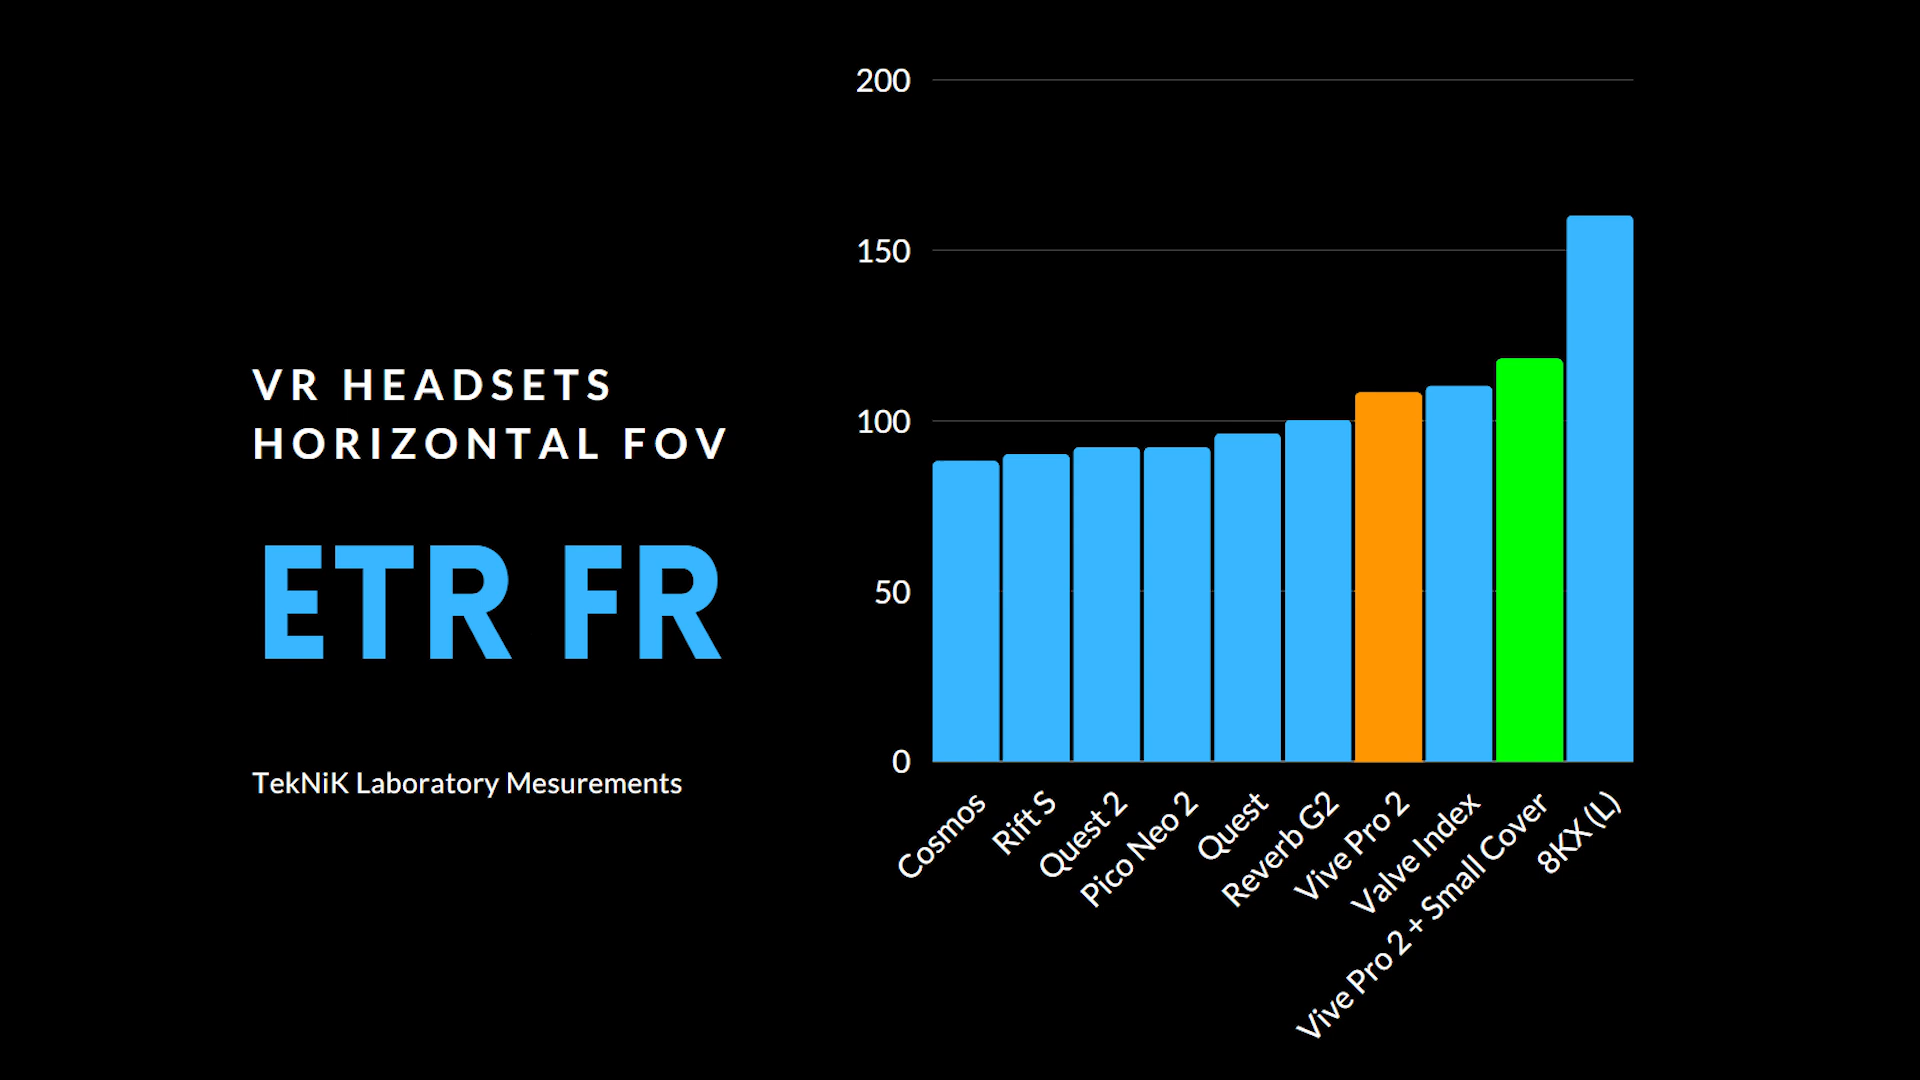 VR HEADSETS
HORIZONTAL FOV
ETR FR
TekNiK Laboratory Mesurements
200
150
100
50
0
Cosmos
Rift S
Quest 2
Pico Neo 2
Quest
Reverb G2
Vive Pro 2
Valve Index
Vive Pro 2 + Small Cover
8KX (L)